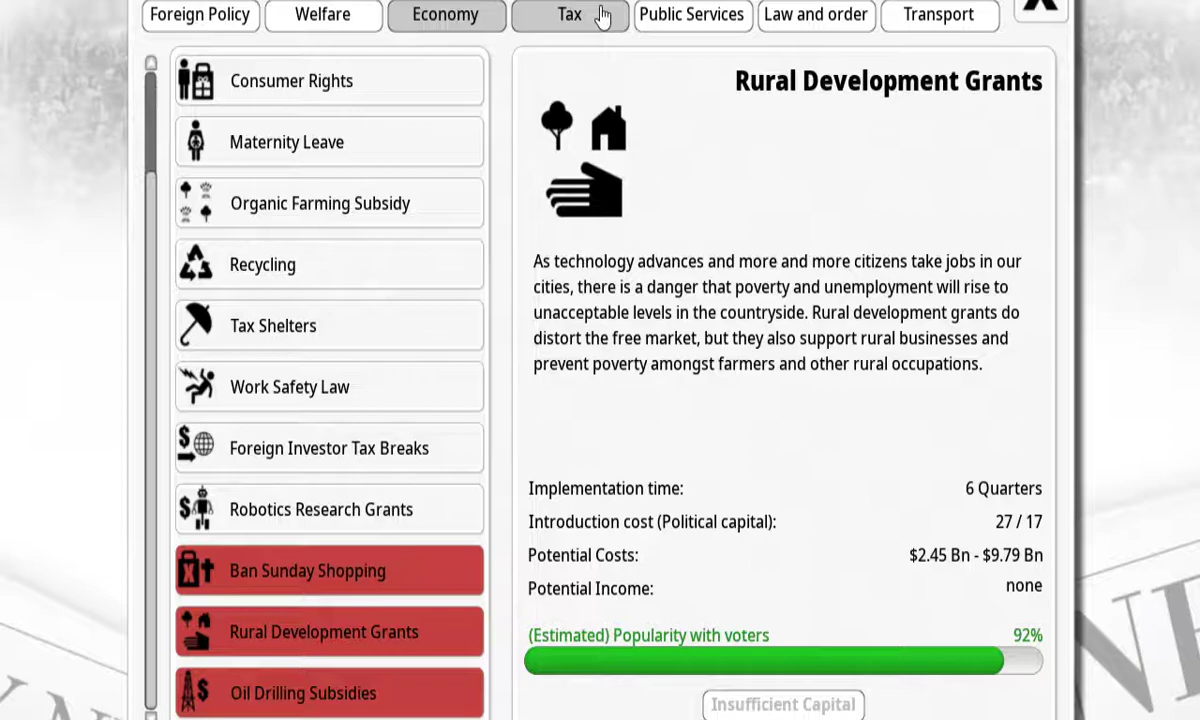 Foreign Policy
Welfare
Economy
Tax
Public Services
Law and order
Transport
X
Consumer Rights
Maternity Leave
Organic Farming Subsidy
Recycling
Tax Shelters
Work Safety Law
Foreign Investor Tax Breaks
Robotics Research Grants
Ban Sunday Shopping
Rural Development Grants
Oil Drilling Subsidies
Rural Development Grants
As technology advances and more and more citizens take jobs in our
cities, there is a danger that poverty and unemployment will rise to
unacceptable levels in the countryside. Rural development grants do
distort the free market, but they also support rural businesses and
prevent poverty amongst farmers and other rural occupations.
Implementation time: 6 Quarters
Introduction cost (Political capital): 27 / 17
Potential Costs: $2.45 Bn - $9.79 Bn
Potential Income: none
(Estimated) Popularity with voters 92%
Insufficient Capital